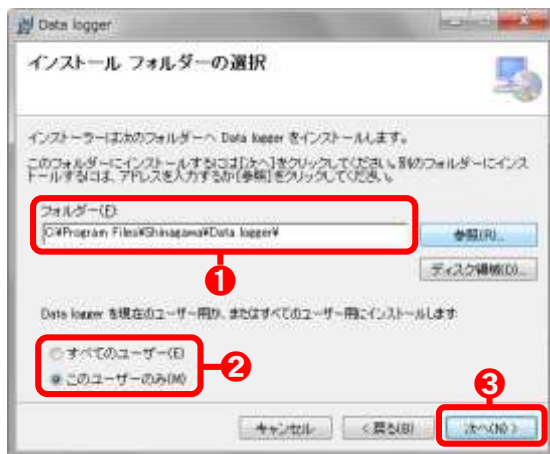 Data logger
インストール フォルダーの選択
インストーラーは次のフォルダーへ Data logger をインストールします。
このフォルダーにインストールするには[次へ]をクリックしてください。別のフォルダーにインス
トールするには、アドレスを入力するか[参照]をクリックしてください。
フォルダー(F):
C:¥Program Files¥Shinagawa¥Data logger¥
参照(R)...
1
ディスク領域(D)...
Data logger を現在のユーザー用か、またはすべてのユーザー用にインストールします
すべてのユーザー(E)
2
このユーザーのみ(M)
3
キャンセル
< 戻る(B)
次へ(N) >